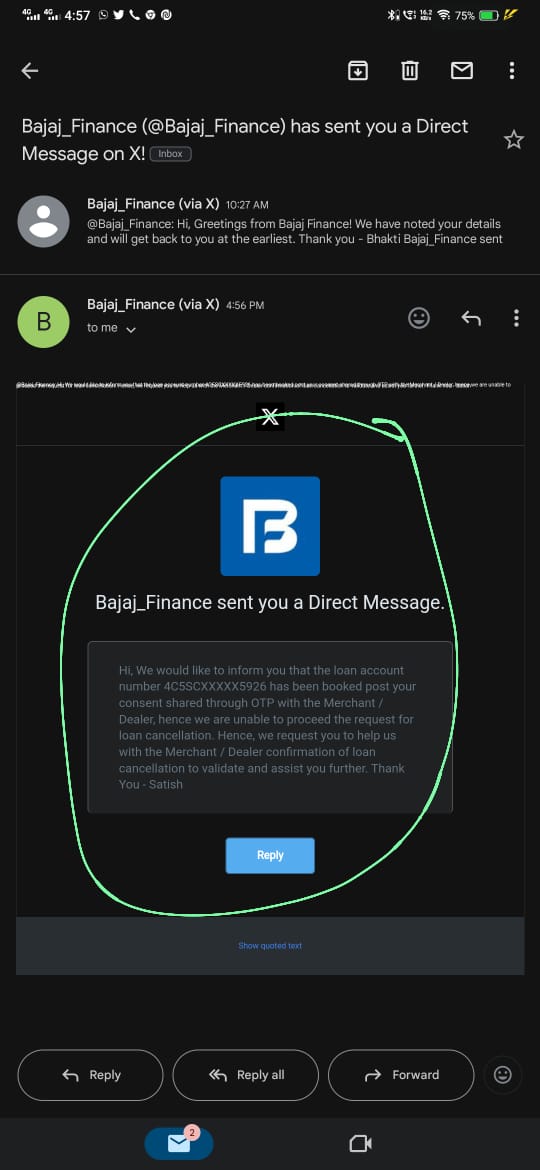 4G 4G 4:57 16.2 KB/s 75%
Bajaj_Finance (@Bajaj_Finance) has sent you a Direct
Message on X! Inbox
Bajaj_Finance (via X) 10:27 AM
@Bajaj_Finance: Hi, Greetings from Bajaj Finance! We have noted your details
and will get back to you at the earliest. Thank you - Bhakti Bajaj_Finance sent
B
Bajaj_Finance (via X) 4:56 PM
to me
X
B
Bajaj_Finance sent you a Direct Message.
Hi, We would like to inform you that the loan account
number 4C5SCXXXXX5926 has been booked post your
consent shared through OTP with the Merchant /
Dealer, hence we are unable to proceed the request for
loan cancellation. Hence, we request you to help us
with the Merchant / Dealer confirmation of loan
cancellation to validate and assist you further. Thank
You - Satish
Reply
Show quoted text
Reply Reply all Forward
2